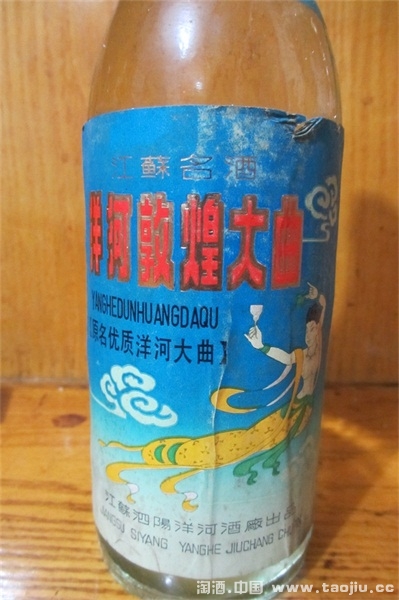 江蘇名酒
洋河敦煌大曲
YANGHEDUNHUANGDAQU
【原名优质洋河大曲】
江蘇泗陽洋河酒廠出品
JIANGSU SIYANG YANGHE JIUCHANG
淘酒.中国 www.taojiu.cc